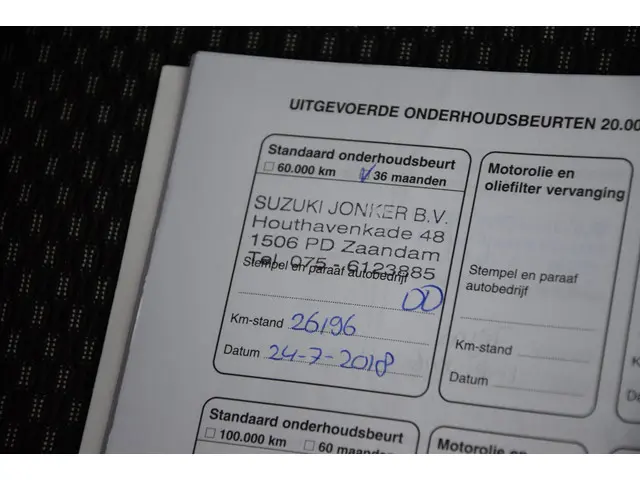 UITGEVOERDE ONDERHOUDSBEURTEN 20.00
Standaard onderhoudsbeurt
60.000 km 36 maanden
SUZUKI JONKER B.V.
Houthavenkade 48
1506 PD Zaandam
Tel. 075 - 6123885
Stempel en paraaf autobedrijf
DD
Km-stand 26196
Datum 24-7-2018
Motorolie en
oliefilter vervanging
Stempel en paraaf
autobedrijf
Km-stand
Datum
Standaard onderhoudsbeurt
100.000 km 60 maanden
Motorolie en